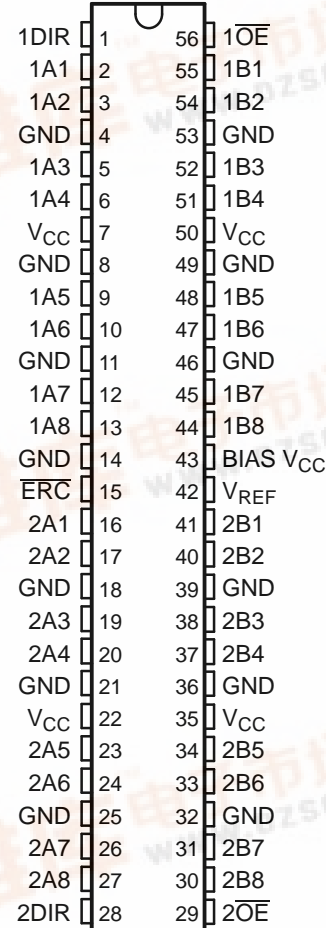 1DIR 1 56 1OE
1A1 2 55 1B1
1A2 3 54 1B2
GND 4 53 GND
1A3 5 52 1B3
1A4 6 51 1B4
VCC 7 50 VCC
GND 8 49 GND
1A5 9 48 1B5
1A6 10 47 1B6
GND 11 46 GND
1A7 12 45 1B7
1A8 13 44 1B8
GND 14 43 BIAS VCC
ERC 15 42 VREF
2A1 16 41 2B1
2A2 17 40 2B2
GND 18 39 GND
2A3 19 38 2B3
2A4 20 37 2B4
GND 21 36 GND
VCC 22 35 VCC
2A5 23 34 2B5
2A6 24 33 2B6
GND 25 32 GND
2A7 26 31 2B7
2A8 27 30 2B8
2DIR 28 29 2OE